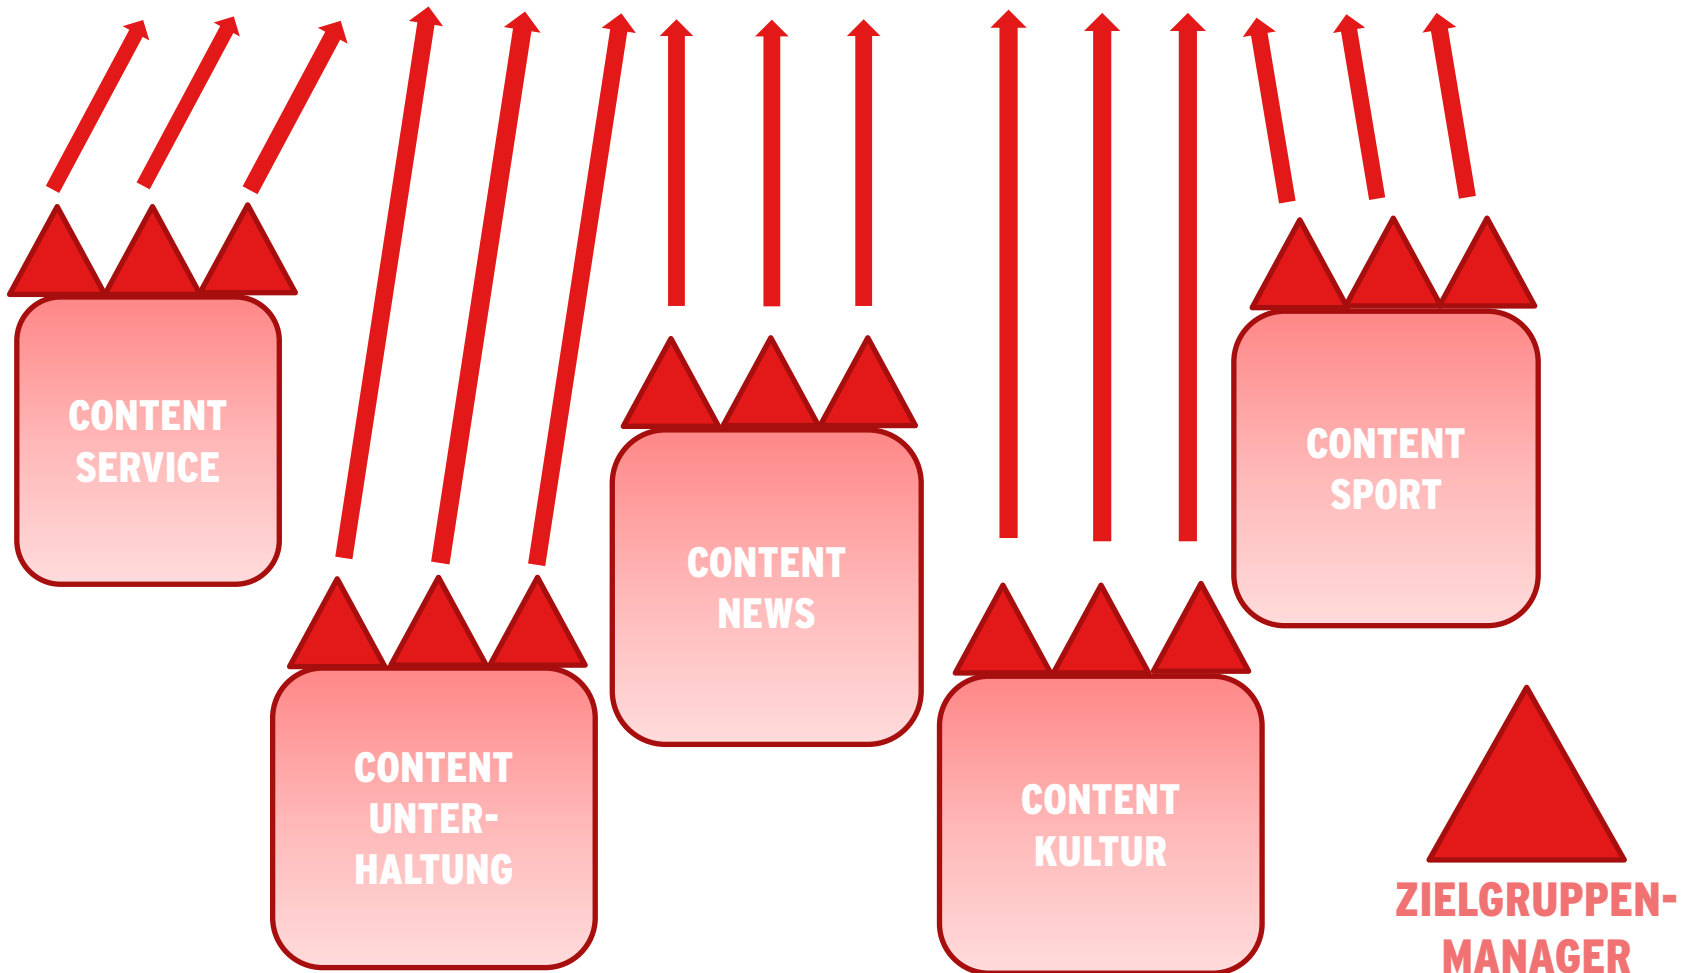 CONTENT
SERVICE
CONTENT
UNTER-
HALTUNG
CONTENT
NEWS
CONTENT
KULTUR
CONTENT
SPORT
ZIELGRUPPEN-
MANAGER